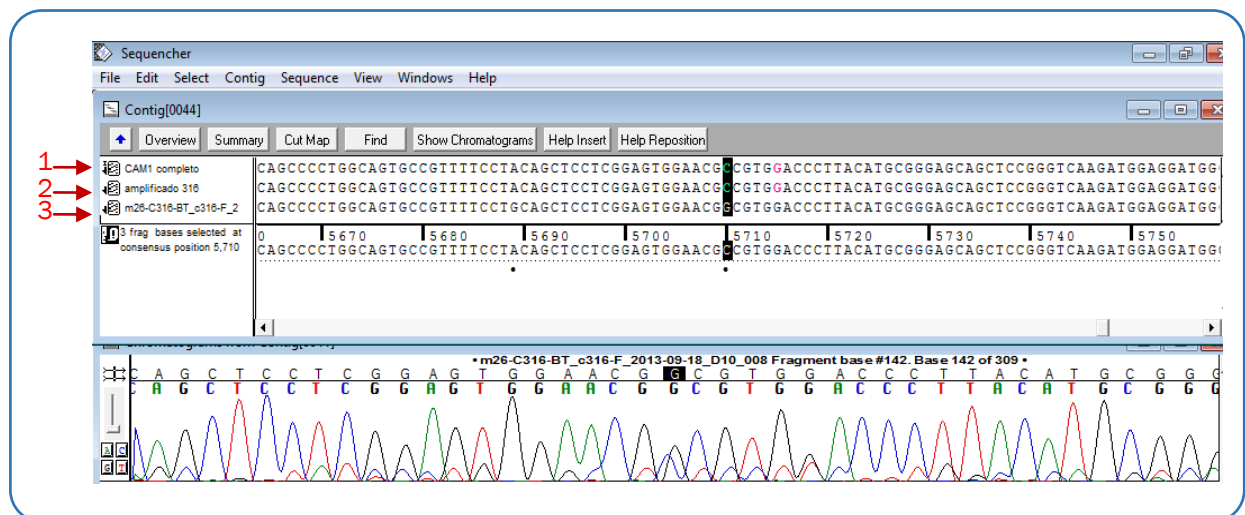 Sequencher
File Edit Select Contig Sequence View Windows Help
Contig[0044]
Overview Summary Cut Map Find Show Chromatograms Help Insert Help Reposition
1 CAM1 completo CAGCCCCTGGCAGTGCCGTTTTCCTACAGCTCCTCGGAGTGGAACGCCGTGGACCCTTACATGCGGGAGCAGCTCCGGGTCAAGATGGAGGATGG
2 amplificado 316 CAGCCCCTGGCAGTGCCGTTTTCCTACAGCTCCTCGGAGTGGAACGCCGTGGACCCTTACATGCGGGAGCAGCTCCGGGTCAAGATGGAGGATGG
3 m26-C316-BT_c316-F_2 CAGCCCCTGGCAGTGCCGTTTTCCTGCAGCTCCTCGGAGTGGAACGGCGTGGACCCTTACATGCGGGAGCAGCTCCGGGTCAAGATGGAGGATGG
3 frag bases selected at 0 5670 5680 5690 5700 5710 5720 5730 5740 5750
consensus position 5,710 CAGCCCCTGGCAGTGCCGTTTTCCTACAGCTCCTCGGAGTGGAACGCCGTGGACCCTTACATGCGGGAGCAGCTCCGGGTCAAGATGGAGGATGG
• m26-C316-BT_c316-F_2013-09-18_D10_008 Fragment base #142. Base 142 of 309 •
C A G C T C C T C G G A G T G G A A C G G C G T G G A C C C T T A C A T G C G G G
C A G C T C C T C G G A G T G G A A C G G C G T G G A C C C T T A C A T G C G G G
A C
G T